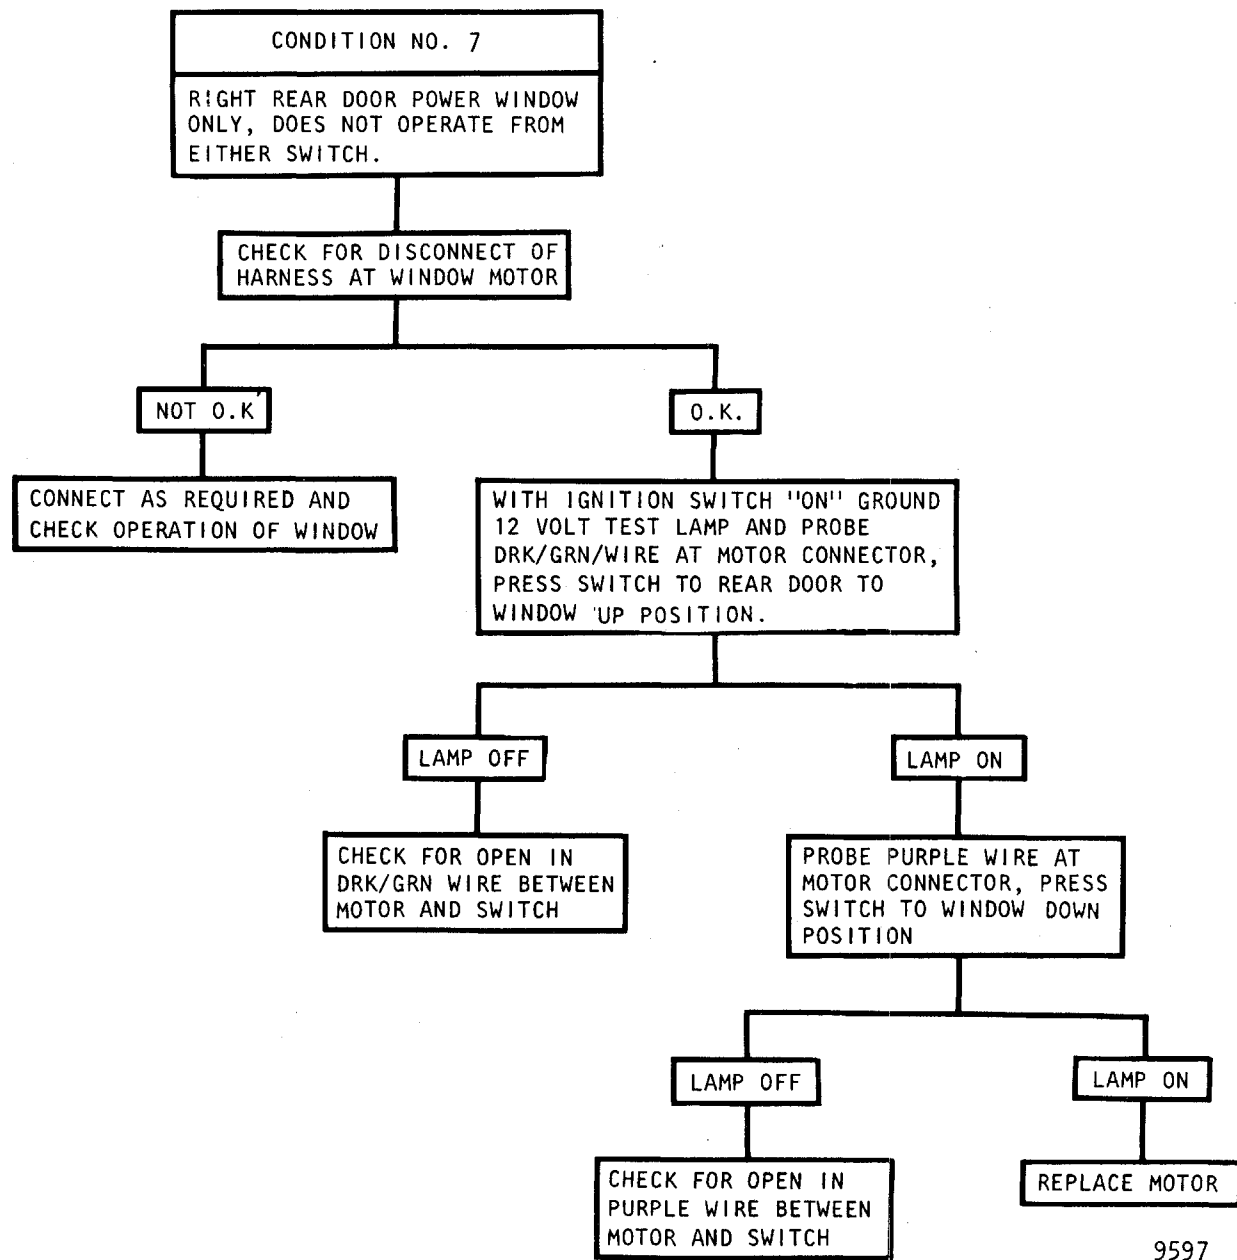 CONDITION NO. 7
RIGHT REAR DOOR POWER WINDOW
ONLY, DOES NOT OPERATE FROM
EITHER SWITCH.
CHECK FOR DISCONNECT OF
HARNESS AT WINDOW MOTOR
NOT O.K
O.K.
CONNECT AS REQUIRED AND
CHECK OPERATION OF WINDOW
WITH IGNITION SWITCH "ON" GROUND
12 VOLT TEST LAMP AND PROBE
DRK/GRN/WIRE AT MOTOR CONNECTOR,
PRESS SWITCH TO REAR DOOR TO
WINDOW UP POSITION.
LAMP OFF
LAMP ON
CHECK FOR OPEN IN
DRK/GRN WIRE BETWEEN
MOTOR AND SWITCH
PROBE PURPLE WIRE AT
MOTOR CONNECTOR, PRESS
SWITCH TO WINDOW DOWN
POSITION
LAMP OFF
LAMP ON
CHECK FOR OPEN IN
PURPLE WIRE BETWEEN
MOTOR AND SWITCH
REPLACE MOTOR
9597